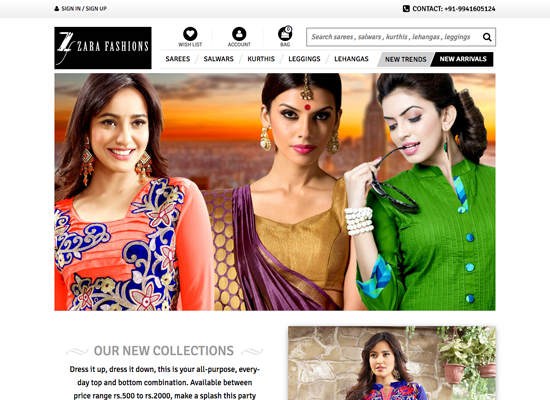 SIGN IN / SIGN UP
CONTACT: +91-9941605124
ZARA FASHIONS
WISH LIST
ACCOUNT
0
BAG
Search sarees , salwars , kurthis , lehangas , leggings
SAREES / SALWARS / KURTHIS / LEGGINGS / LEHANGAS
NEW TRENDS
NEW ARRIVALS
OUR NEW COLLECTIONS
Dress it up, dress it down, this is your all-purpose, every-
day top and bottom combination. Available between
price range rs.500 to rs.2000, make a splash this party